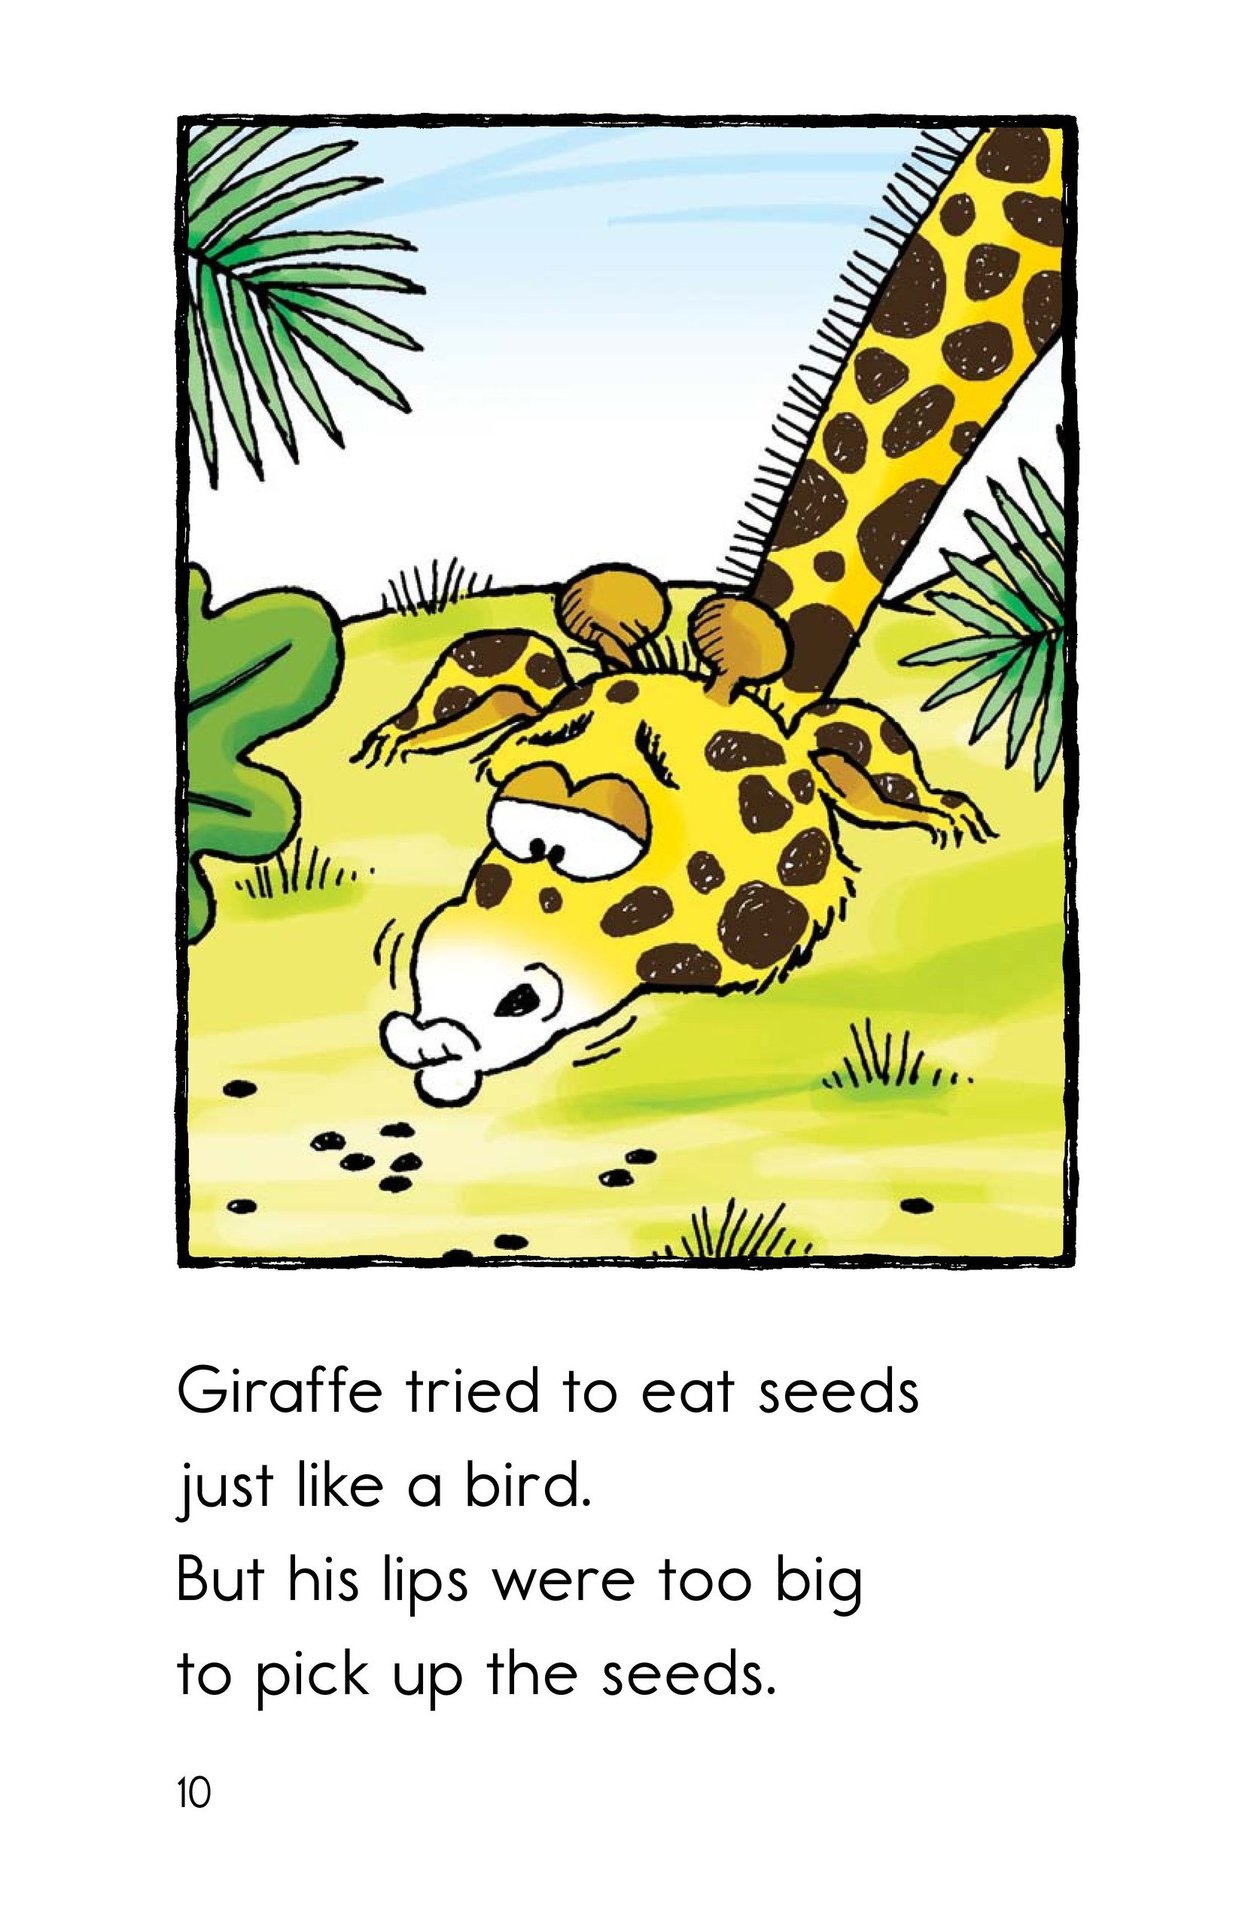 Giraffe tried to eat seeds
just like a bird.
But his lips were too big
to pick up the seeds.
10